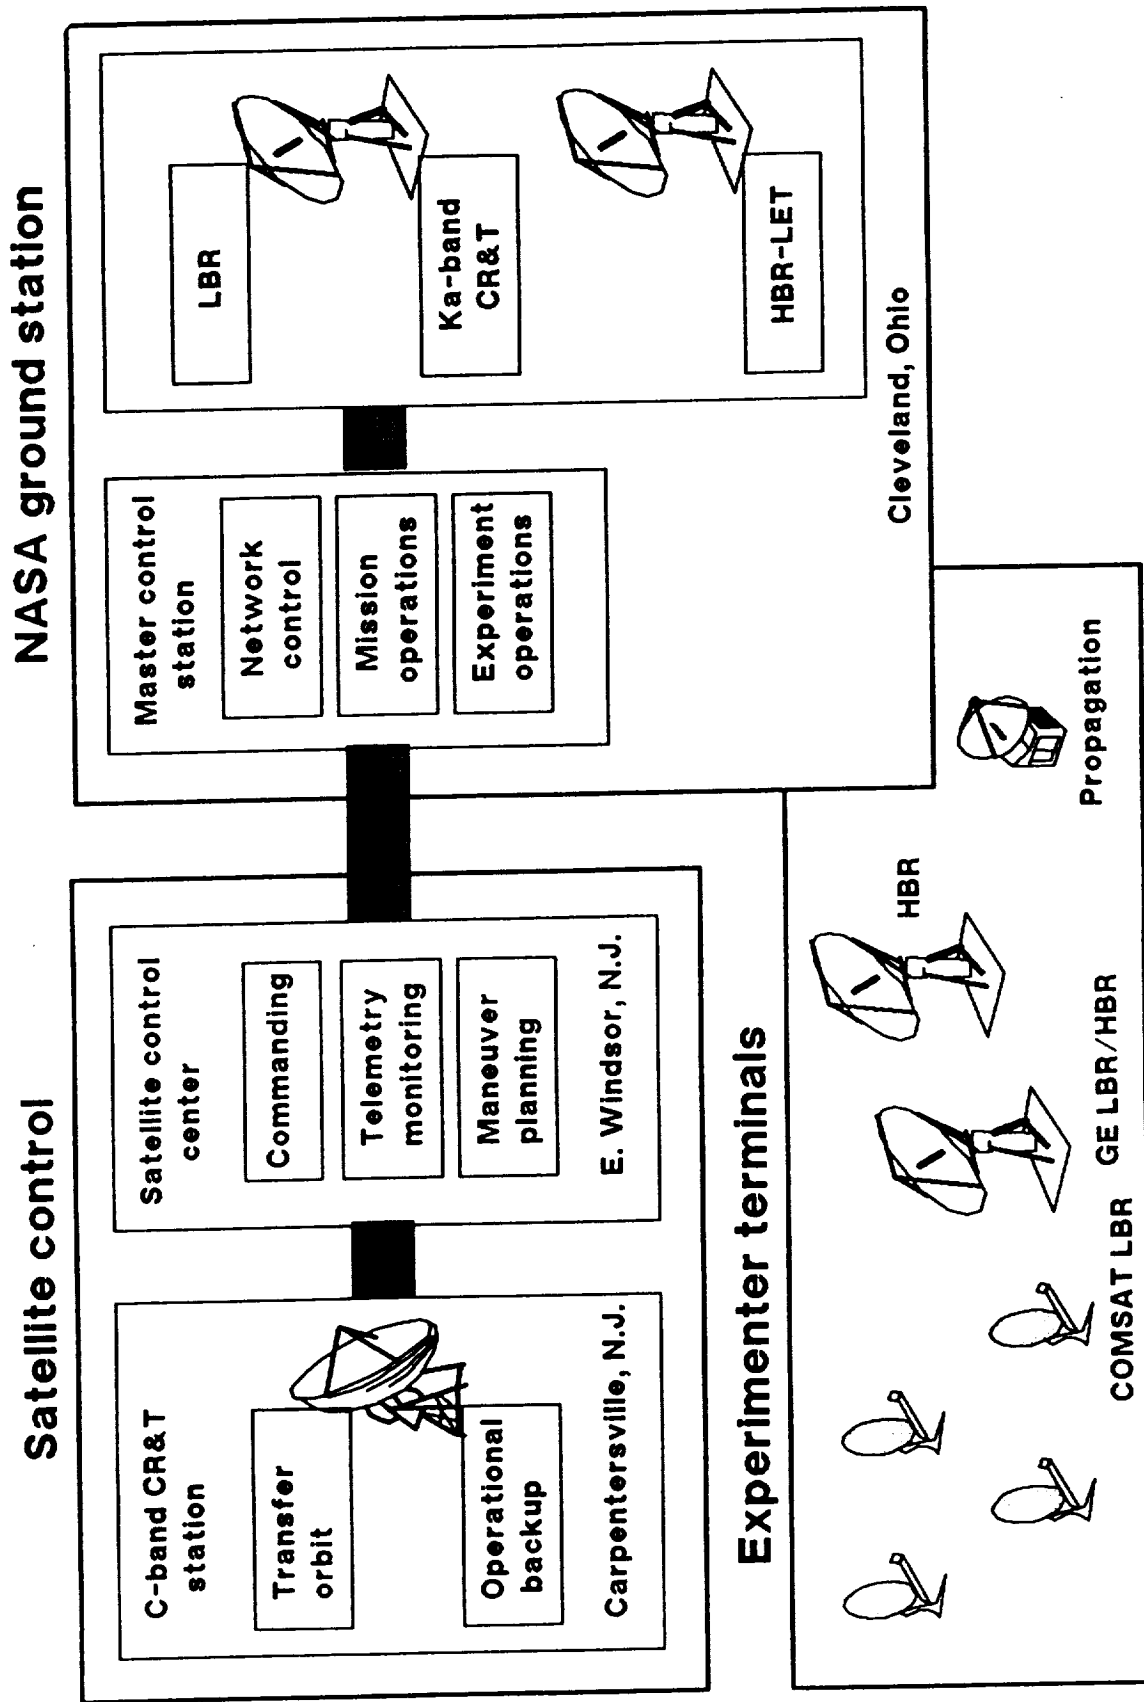 Satellite control
NASA ground station
C-band CR&T
station
Transfer
orbit
Operational
backup
Carpentersville, N.J.
Satellite control
center
Commanding
Telemetry
monitoring
Maneuver
planning
E. Windsor, N.J.
Master control
station
Network
control
Mission
operations
Experiment
operations
LBR
Ka-band
CR&T
HBR-LET
Cleveland, Ohio
Experimenter terminals
HBR
COMSAT LBR
GE LBR/HBR
Propagation